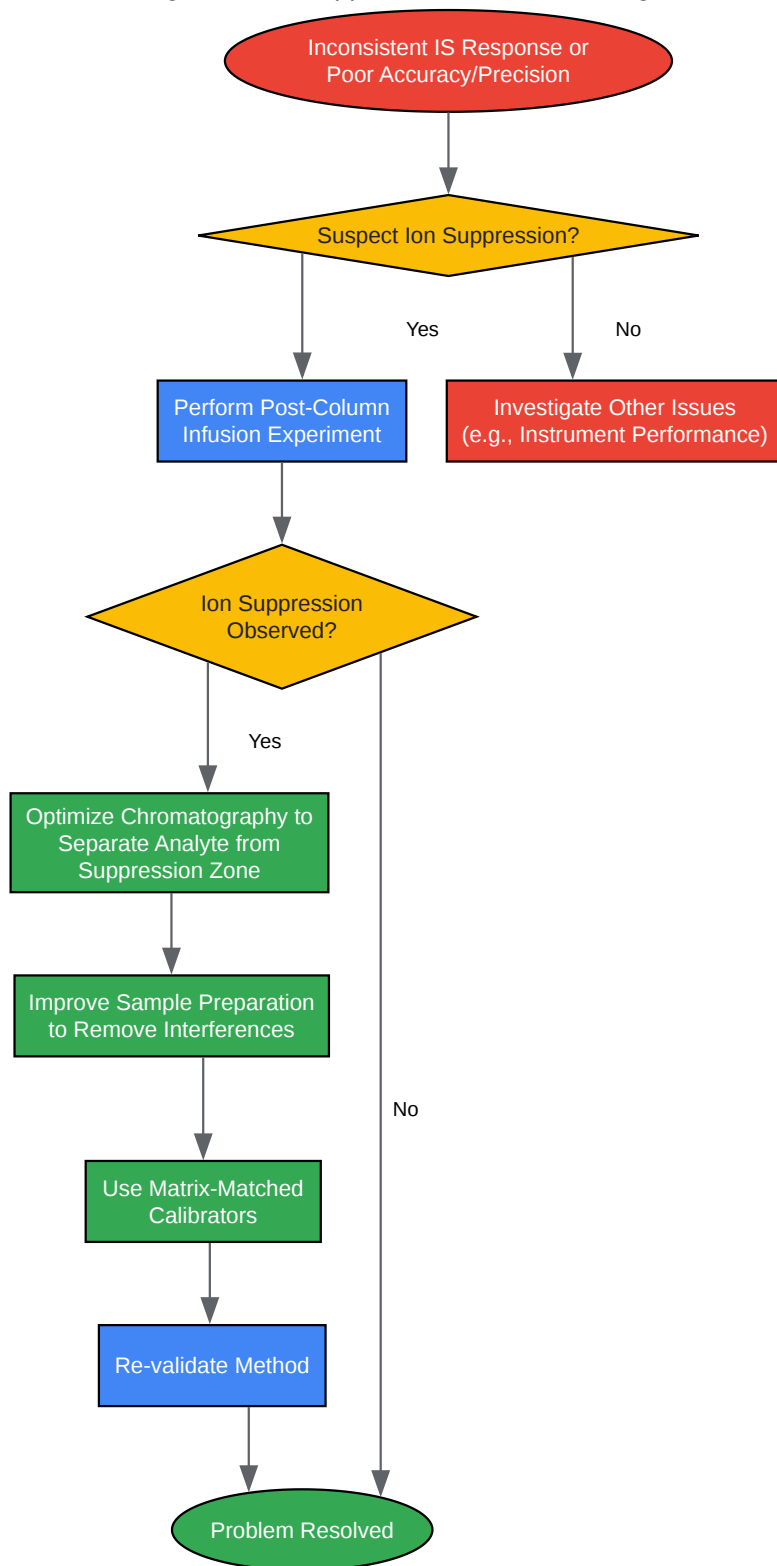 Inconsistent IS Response or
Poor Accuracy/Precision
Suspect Ion Suppression?
Yes
No
Perform Post-Column
Infusion Experiment
Investigate Other Issues
(e.g., Instrument Performance)
Ion Suppression
Observed?
Yes
Optimize Chromatography to
Separate Analyte from
Suppression Zone
Improve Sample Preparation
to Remove Interferences
No
Use Matrix-Matched
Calibrators
Re-validate Method
Problem Resolved